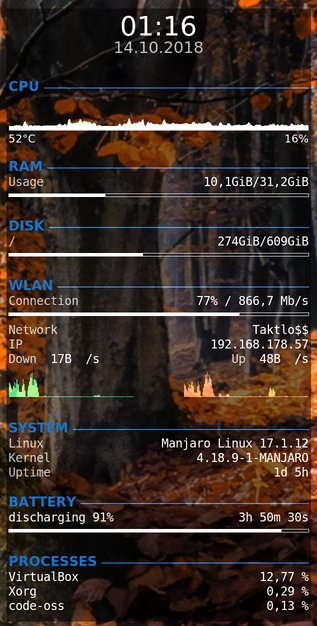 01:16
14.10.2018
CPU
52°C 16%
RAM
Usage 10,1GiB/31,2GiB
DISK
/ 274GiB/609GiB
WLAN
Connection 77% / 866,7 Mb/s
Network Taktlo$$
IP 192.168.178.57
Down 17B /s Up 48B /s
SYSTEM
Linux Manjaro Linux 17.1.12
Kernel 4.18.9-1-MANJARO
Uptime 1d 5h
BATTERY
discharging 91% 3h 50m 30s
PROCESSES
VirtualBox 12,77 %
Xorg 0,29 %
code-oss 0,13 %